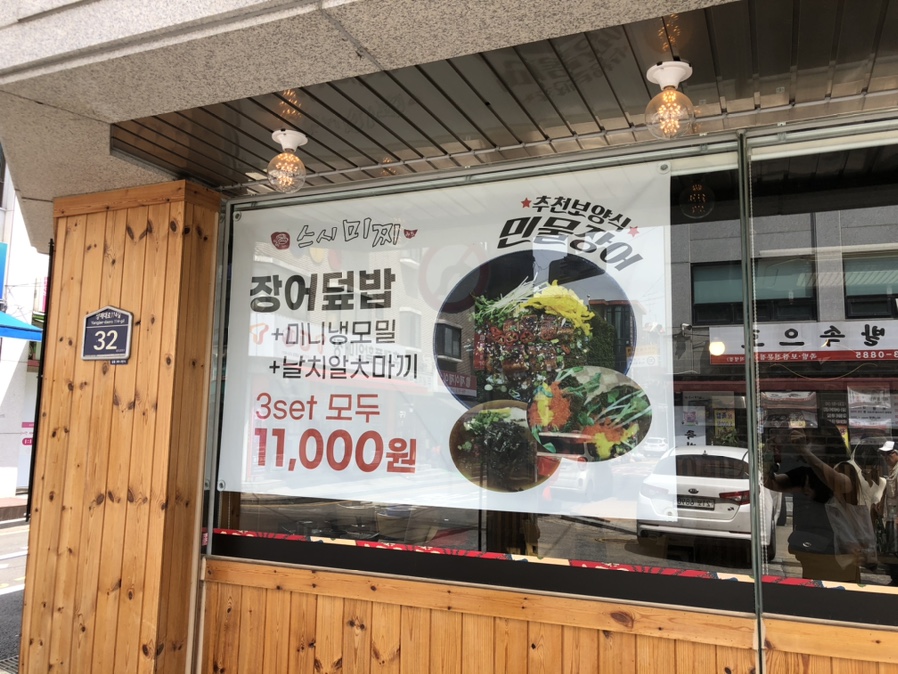 스시미찌
추천보양식
민물장어
장어덮밥
+미니냉모밀
+날치알大마끼
3set 모두
11,000원
32